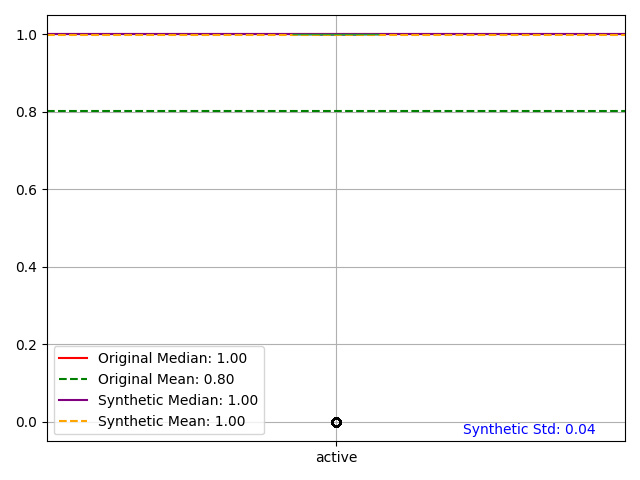 1.0
0.8
0.6
0.4
0.2
0.0
Original Median: 1.00
Original Mean: 0.80
Synthetic Median: 1.00
Synthetic Mean: 1.00
Synthetic Std: 0.04
active